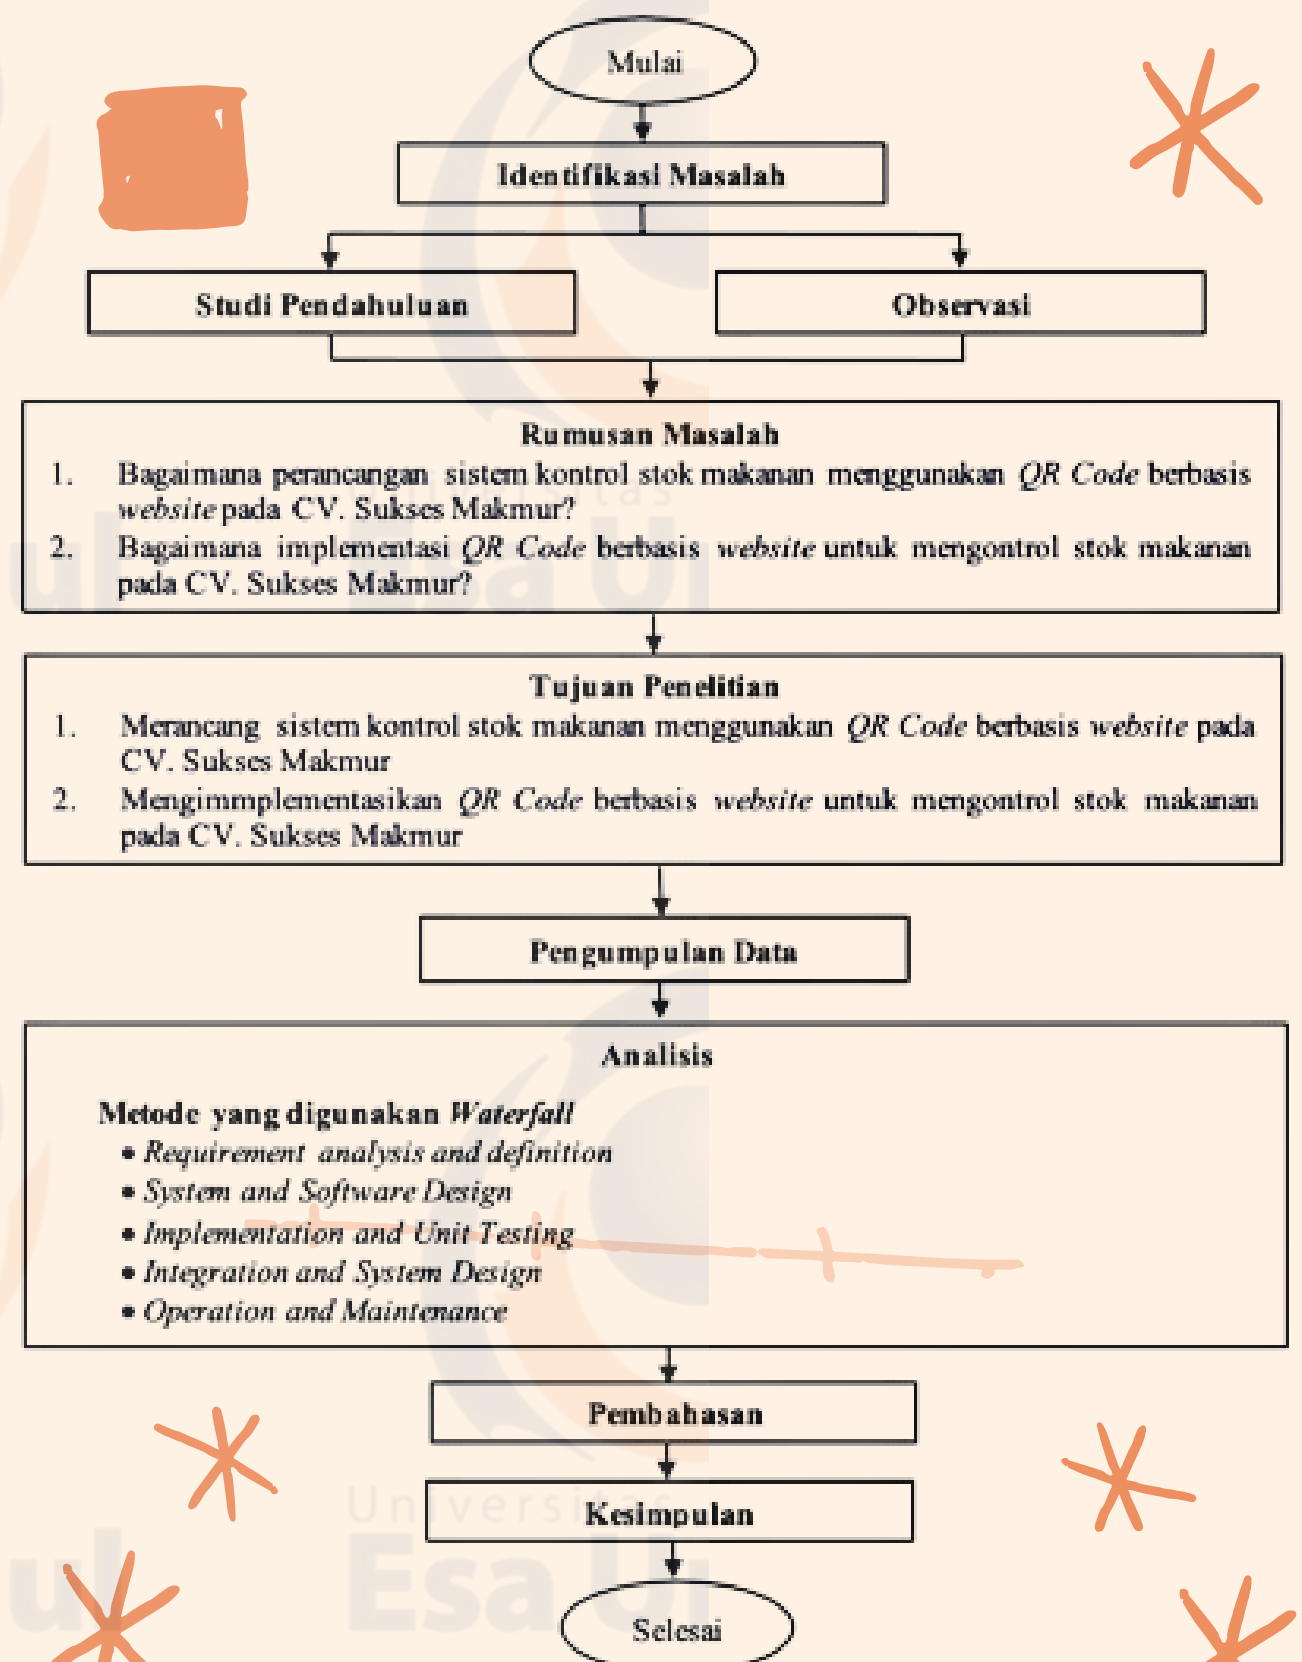 Mulai
Identifikasi Masalah
Studi Pendahuluan
Observasi
Rumusan Masalah
1. Bagaimana perancangan sistem kontrol stok makanan menggunakan QR Code berbasis
website pada CV. Sukses Makmur?
2. Bagaimana implementasi QR Code berbasis website untuk mengontrol stok makanan
pada CV. Sukses Makmur?
Tujuan Penelitian
1. Merancang sistem kontrol stok makanan menggunakan QR Code berbasis website pada
CV. Sukses Makmur
2. Mengimmplementasikan QR Code berbasis website untuk mengontrol stok makanan
pada CV. Sukses Makmur
Pengumpulan Data
Analisis
Metode yang digunakan Waterfall
• Requirement analysis and definition
• System and Software Design
• Implementation and Unit Testing
• Integration and System Design
• Operation and Maintenance
Pembahasan
Kesimpulan
Universitas
Esa U
ul
Selesai